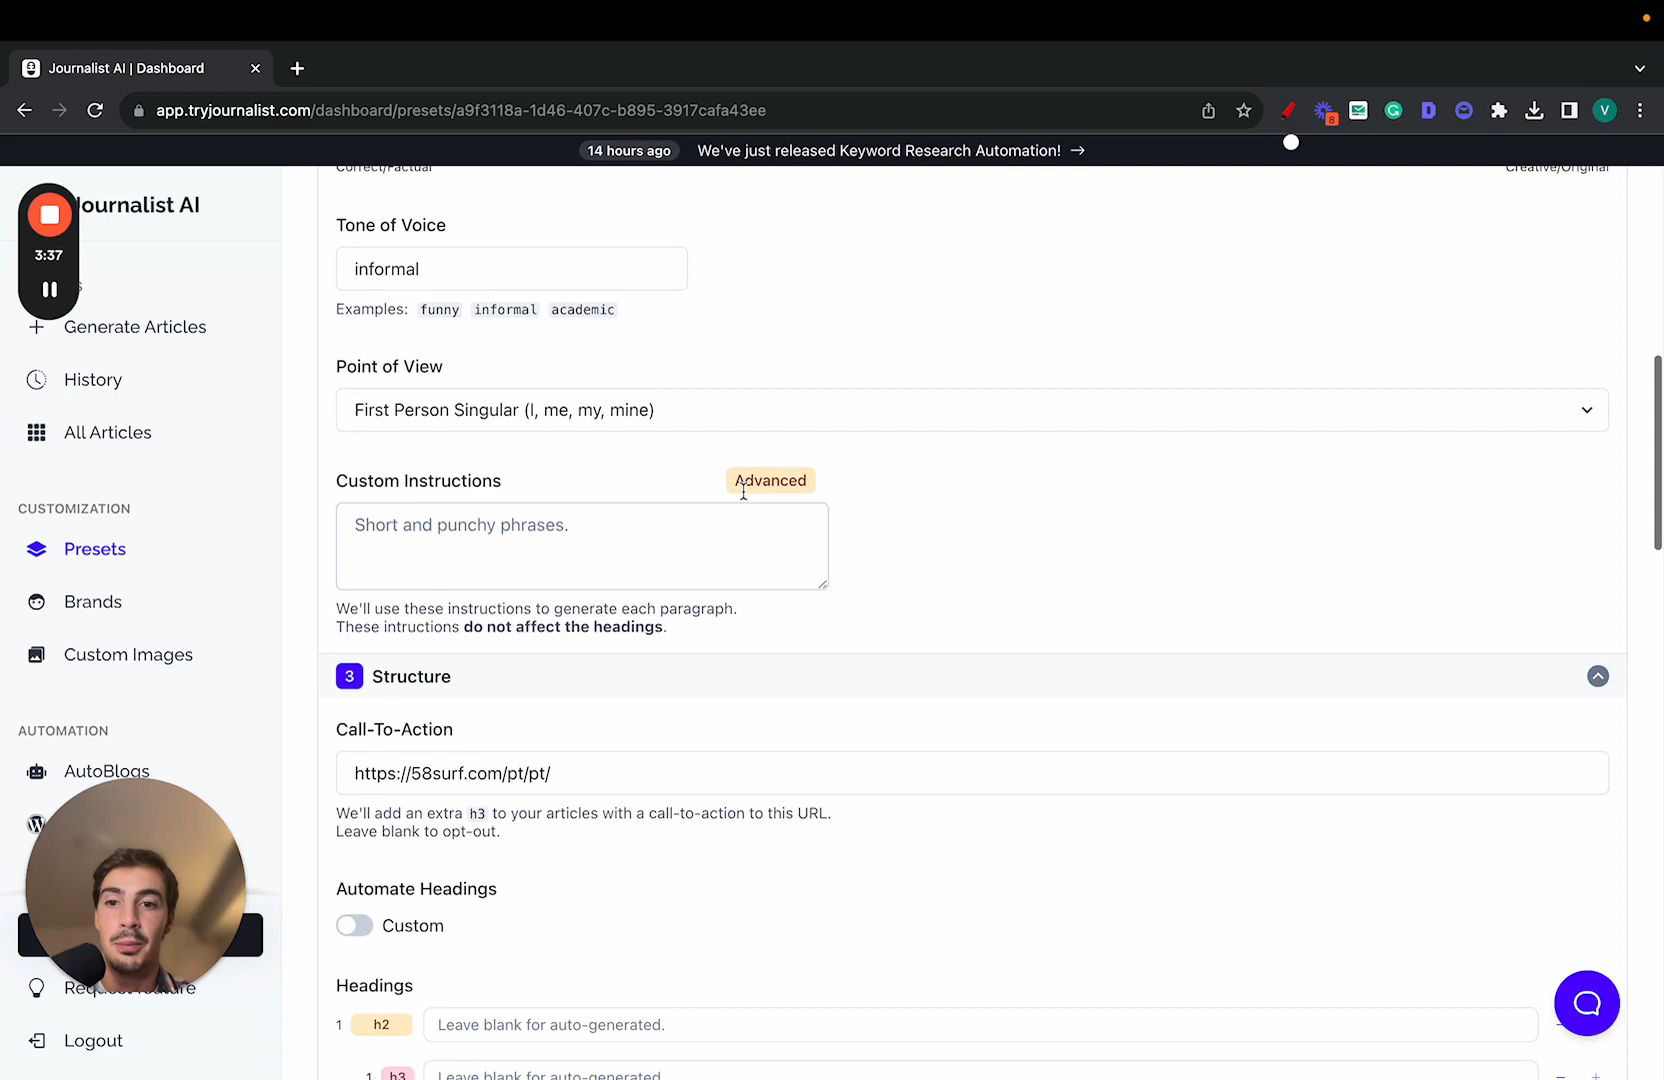 Journalist AI | Dashboard
app.tryjournalist.com/dashboard/presets/a9f3118a-1d46-407c-b895-3917cafa43ee
8
V
14 hours ago We've just released Keyword Research Automation! →
Journalist AI
3:37
Generate Articles
History
All Articles
CUSTOMIZATION
Presets
Brands
Custom Images
AUTOMATION
AutoBlogs
Request feature
Logout
Correct/Factual Creative/Original
Tone of Voice
informal
Examples: funny informal academic
Point of View
First Person Singular (I, me, my, mine)
Custom Instructions Advanced
Short and punchy phrases.
We'll use these instructions to generate each paragraph.
These intructions do not affect the headings.
3 Structure
Call-To-Action
https://58surf.com/pt/pt/
We'll add an extra h3 to your articles with a call-to-action to this URL.
Leave blank to opt-out.
Automate Headings
Custom
Headings
1 h2 Leave blank for auto-generated.
1 h3 Leave blank for auto-generated.